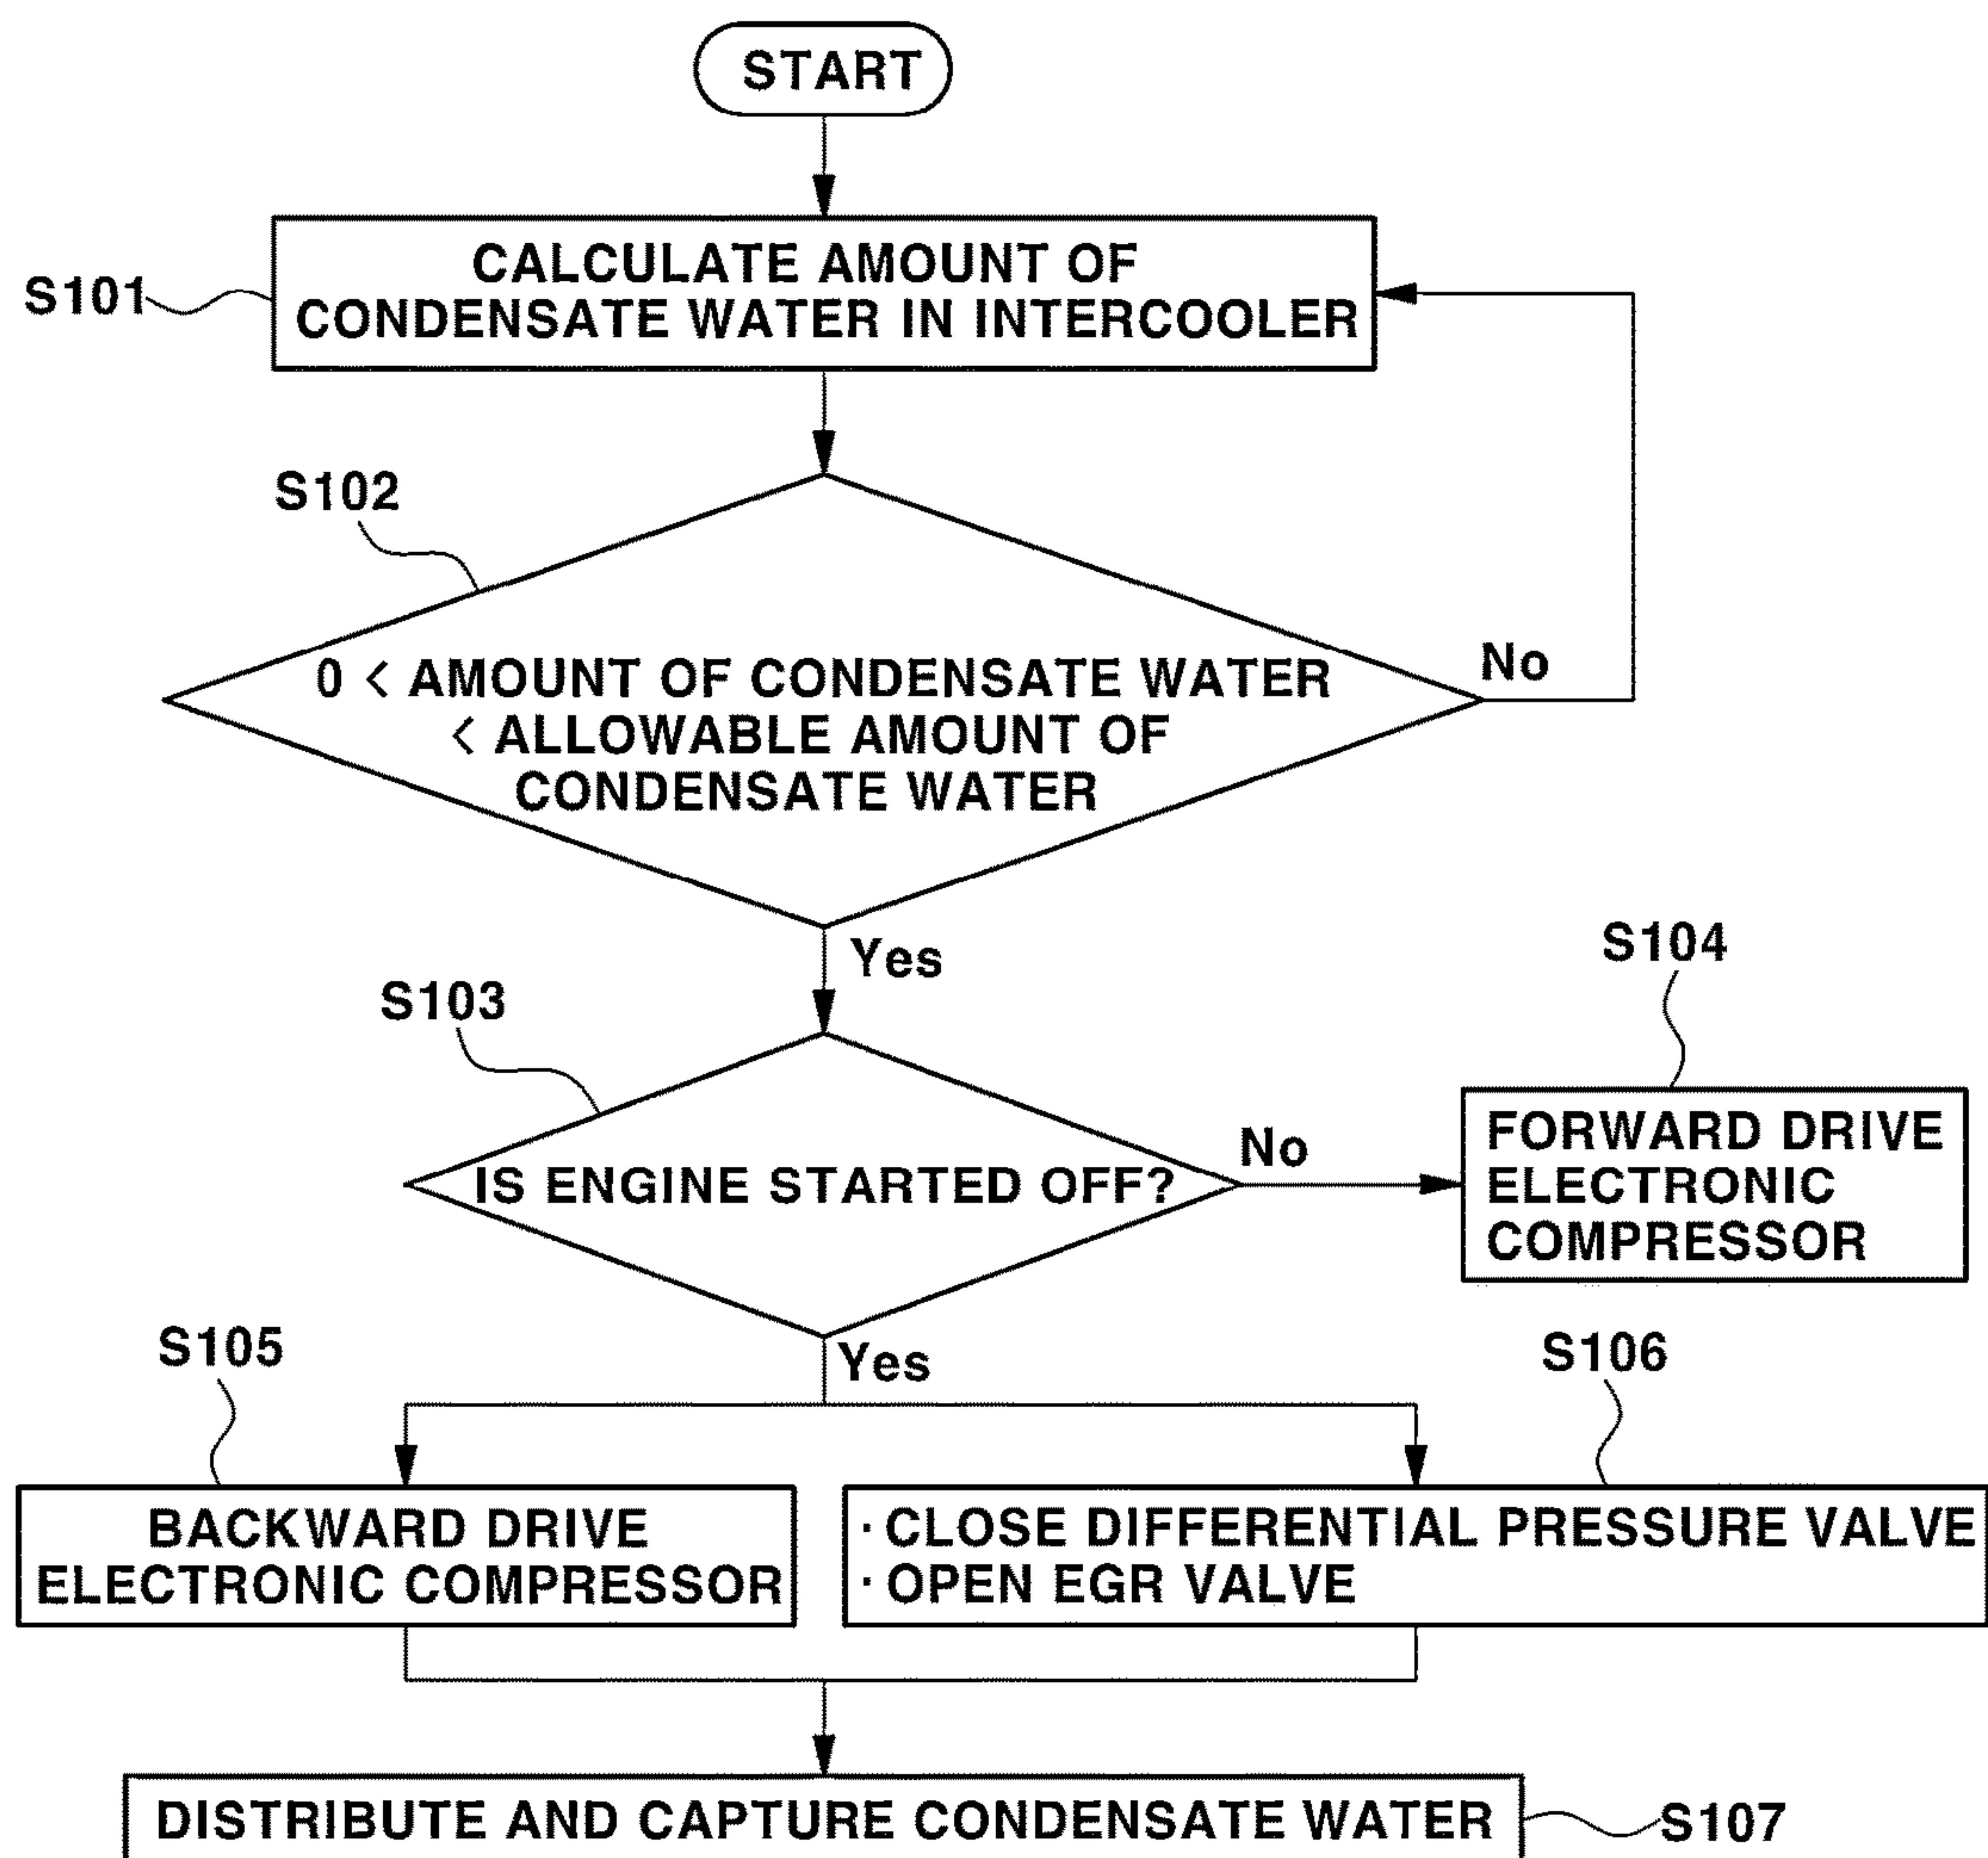 START
S101
CALCULATE AMOUNT OF
CONDENSATE WATER IN INTERCOOLER
S102
0 < AMOUNT OF CONDENSATE WATER
< ALLOWABLE AMOUNT OF
CONDENSATE WATER
No
Yes
S103
IS ENGINE STARTED OFF?
No
S104
FORWARD DRIVE
ELECTRONIC
COMPRESSOR
Yes
S105
BACKWARD DRIVE
ELECTRONIC COMPRESSOR
S106
· CLOSE DIFFERENTIAL PRESSURE VALVE
· OPEN EGR VALVE
DISTRIBUTE AND CAPTURE CONDENSATE WATER
S107